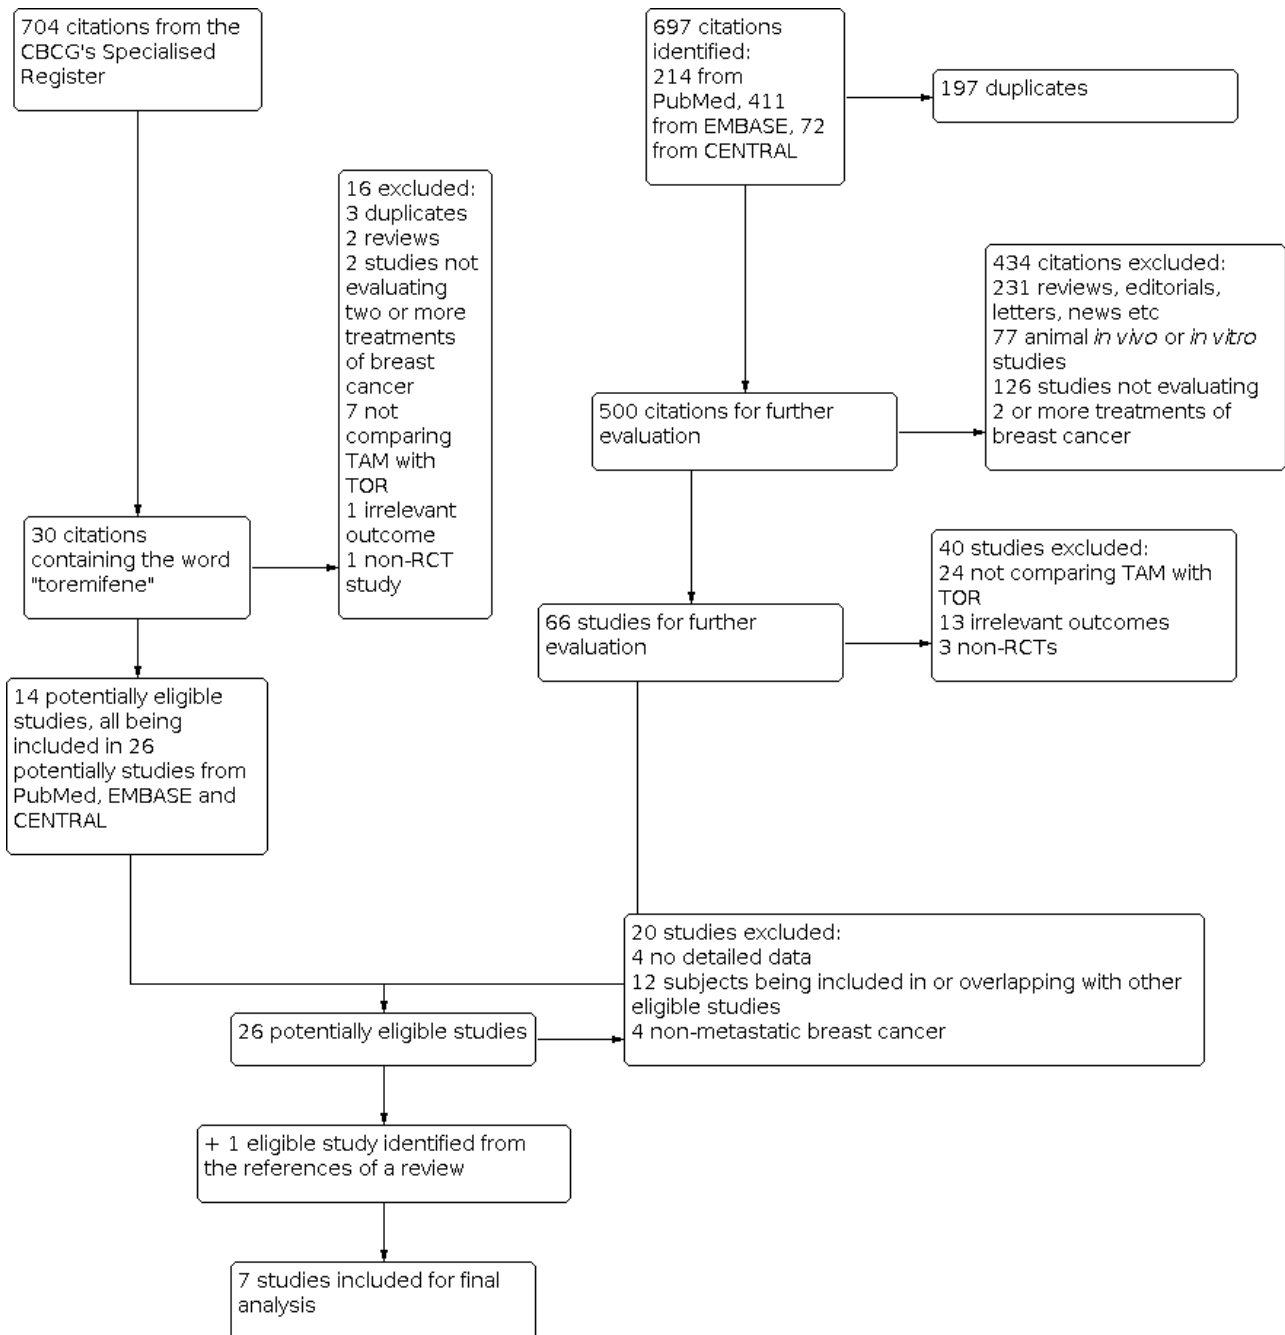 704 citations from the
CBCG's Specialised
Register
697 citations
identified:
214 from
PubMed, 411
from EMBASE, 72
from CENTRAL
197 duplicates
16 excluded:
3 duplicates
2 reviews
2 studies not
evaluating
two or more
treatments
of breast
cancer
7 not
comparing
TAM with
TOR
1 irrelevant
outcome
1 non-RCT
study
434 citations excluded:
231 reviews, editorials,
letters, news etc
77 animal in vivo or in vitro
studies
126 studies not evaluating
2 or more treatments of
breast cancer
500 citations for further
evaluation
30 citations
containing the word
"toremifene"
40 studies excluded:
24 not comparing TAM with
TOR
13 irrelevant outcomes
3 non-RCTs
66 studies for further
evaluation
14 potentially eligible
studies, all being
included in 26
potentially studies from
PubMed, EMBASE and
CENTRAL
20 studies excluded:
4 no detailed data
12 subjects being included in or overlapping with other
eligible studies
4 non-metastatic breast cancer
26 potentially eligible studies
+ 1 eligible study identified from
the references of a review
7 studies included for final
analysis